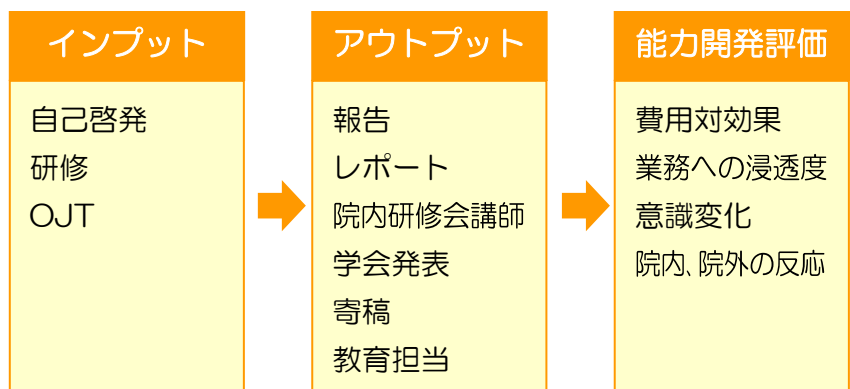 インプット
自己啓発
研修
OJT
アウトプット
報告
レポート
院内研修会講師
学会発表
寄稿
教育担当
能力開発評価
費用対効果
業務への浸透度
意識変化
院内、院外の反応